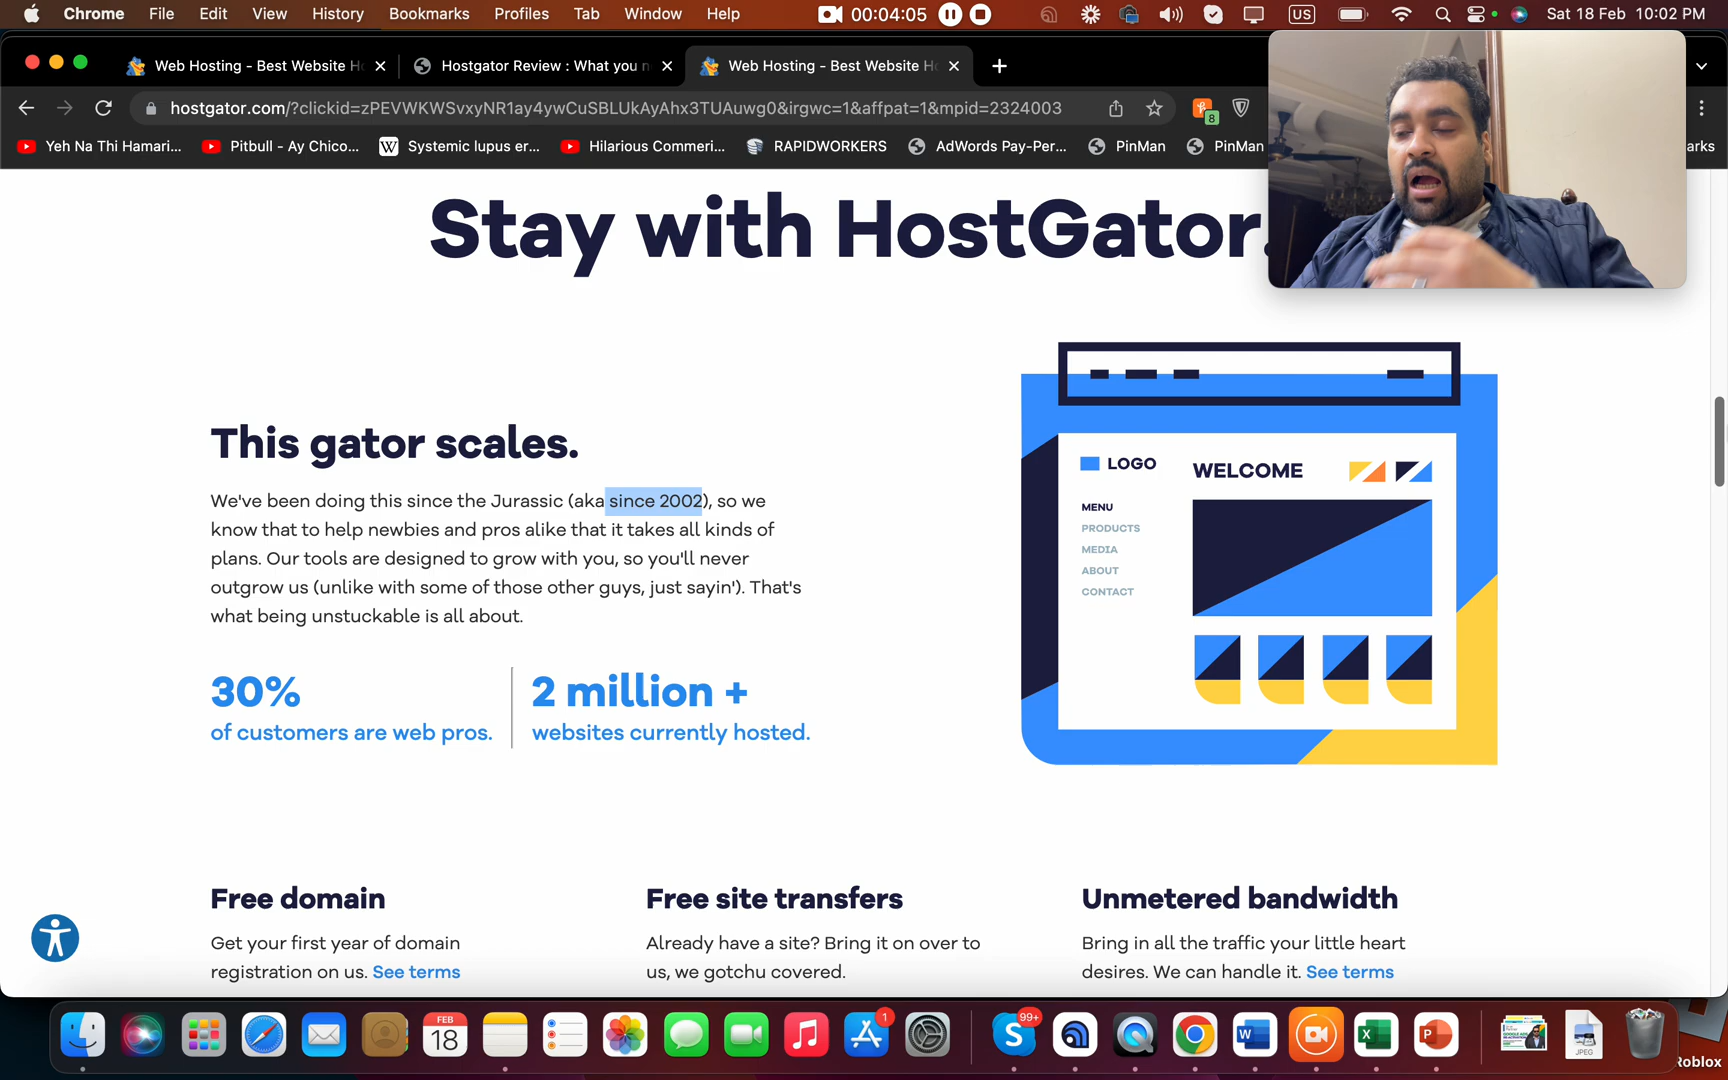 Chrome File Edit View History Bookmarks Profiles Tab Window Help 00:04:05 US Sat 18 Feb 10:02 PM
Web Hosting - Best Website Ho Hostgator Review : What you n Web Hosting - Best Website Ho
hostgator.com/?clickid=zPEVWKWSvxyNR1ay4ywCuSBLUkAyAhx3TUAuwg0&irgwc=1&affpat=1&mpid=2324003 8
Yeh Na Thi Hamari... Pitbull - Ay Chico... Systemic lupus er... Hilarious Commeri... RAPIDWORKERS AdWords Pay-Per... PinMan PinMan arks
Stay with HostGator.
This gator scales.
We've been doing this since the Jurassic (aka since 2002), so we
know that to help newbies and pros alike that it takes all kinds of
plans. Our tools are designed to grow with you, so you'll never
outgrow us (unlike with some of those other guys, just sayin'). That's
what being unstuckable is all about.
30%
of customers are web pros.
2 million +
websites currently hosted.
LOGO
WELCOME
MENU
PRODUCTS
MEDIA
ABOUT
CONTACT
Free domain
Get your first year of domain
registration on us. See terms
Free site transfers
Already have a site? Bring it on over to
us, we gotchu covered.
Unmetered bandwidth
Bring in all the traffic your little heart
desires. We can handle it. See terms
FEB
18
1
99+
JPEG
Roblox